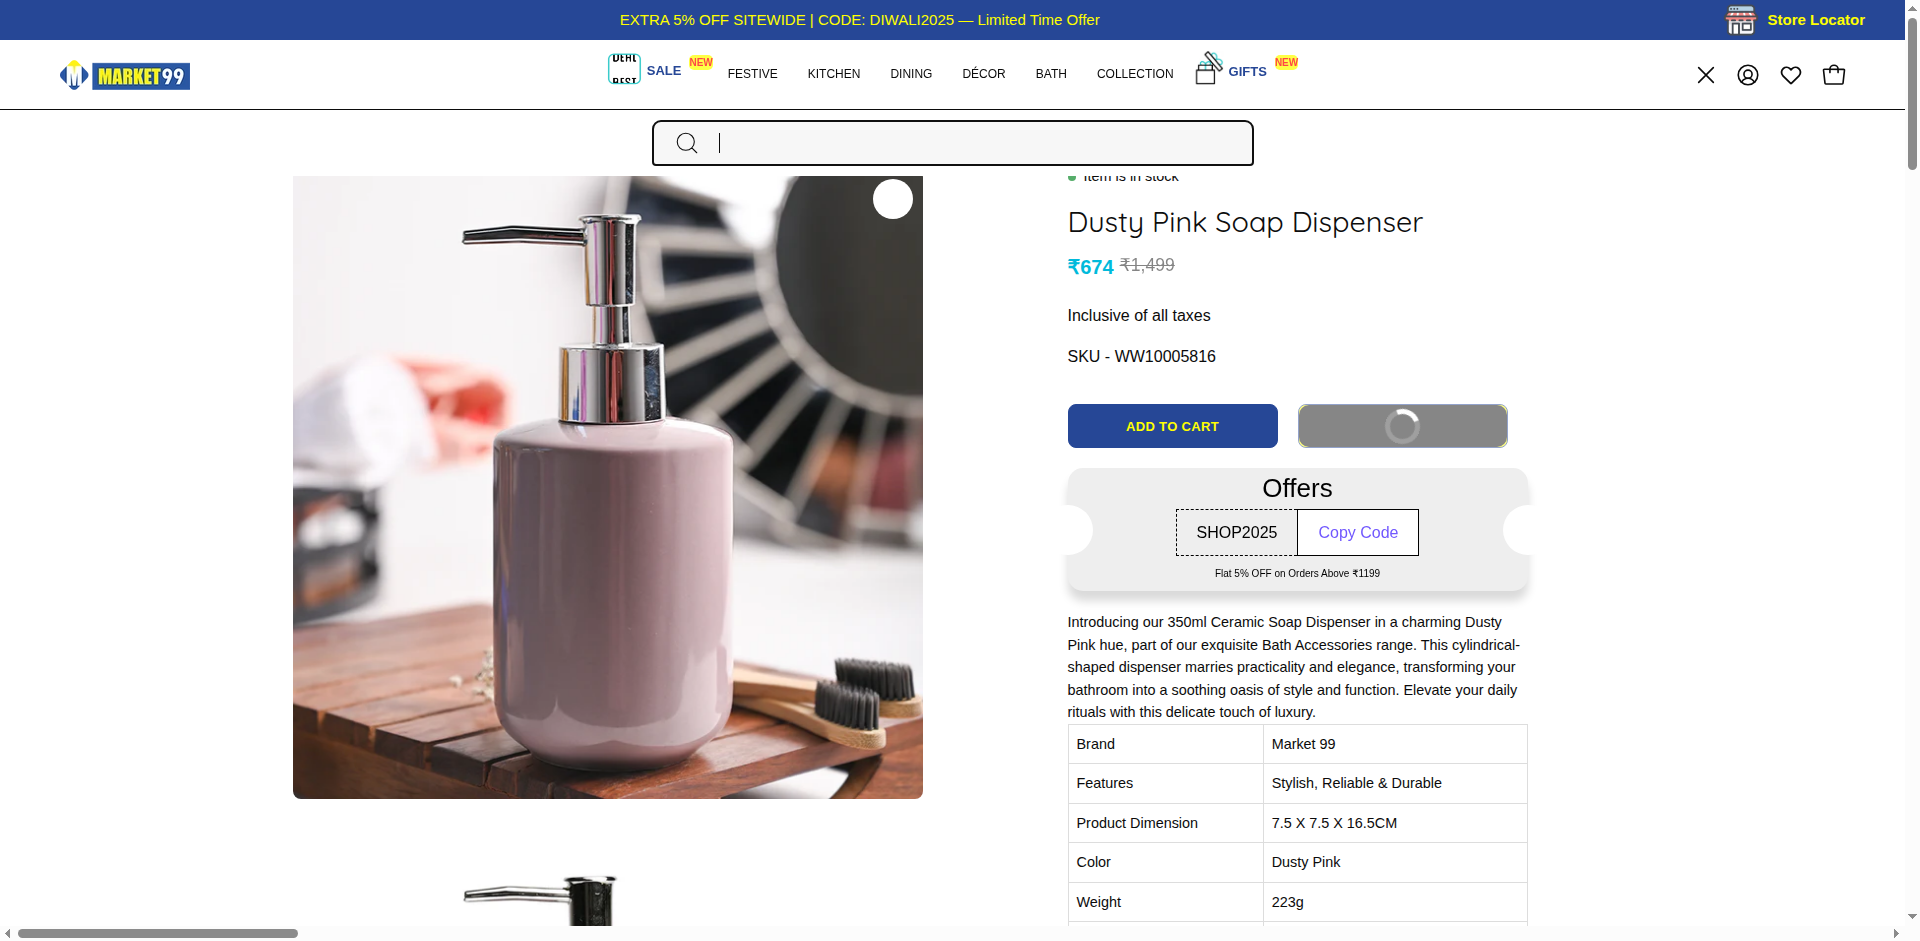 EXTRA 5% OFF SITEWIDE | CODE: DIWALI2025 — Limited Time Offer
Store Locator
MARKET99
SALE
NEW
FESTIVE
KITCHEN
DINING
DÉCOR
BATH
COLLECTION
GIFTS
NEW
Item is in stock
Dusty Pink Soap Dispenser
₹674 ₹1,499
Inclusive of all taxes
SKU - WW10005816
ADD TO CART
Offers
SHOP2025
Copy Code
Flat 5% OFF on Orders Above ₹1199
Introducing our 350ml Ceramic Soap Dispenser in a charming Dusty
Pink hue, part of our exquisite Bath Accessories range. This cylindrical-
shaped dispenser marries practicality and elegance, transforming your
bathroom into a soothing oasis of style and function. Elevate your daily
rituals with this delicate touch of luxury.
Brand Market 99
Features Stylish, Reliable & Durable
Product Dimension 7.5 X 7.5 X 16.5CM
Color Dusty Pink
Weight 223g